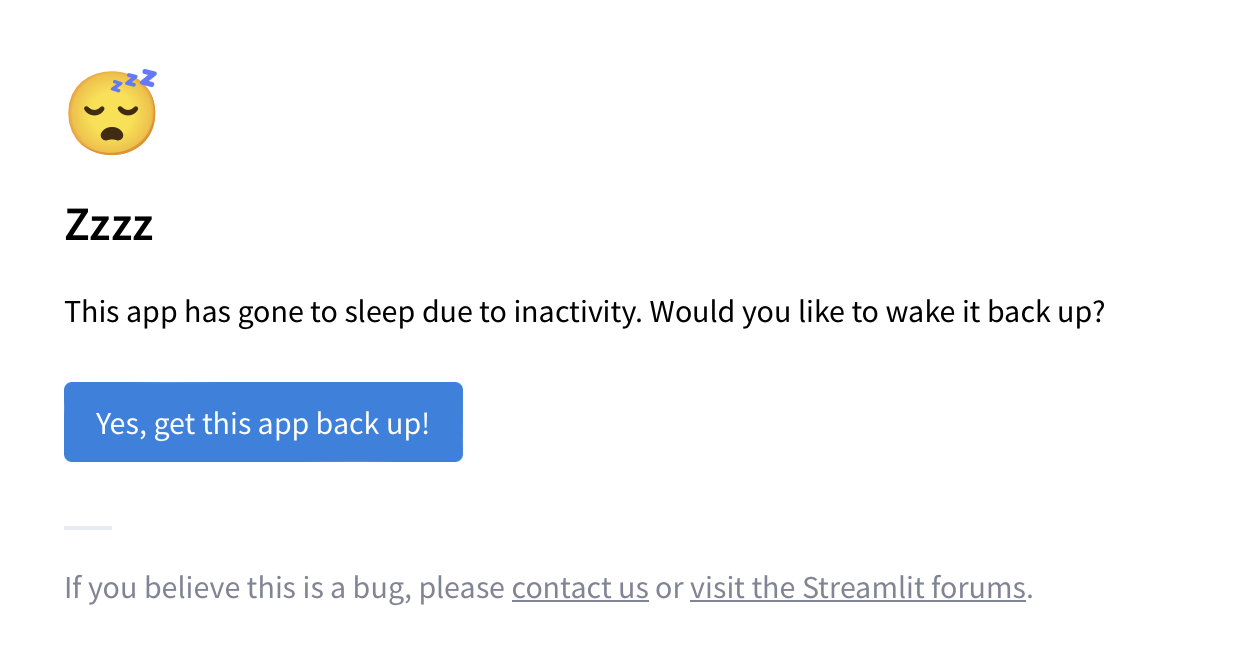 Zzzz
This app has gone to sleep due to inactivity. Would you like to wake it back up?
Yes, get this app back up!
If you believe this is a bug, please contact us or visit the Streamlit forums.